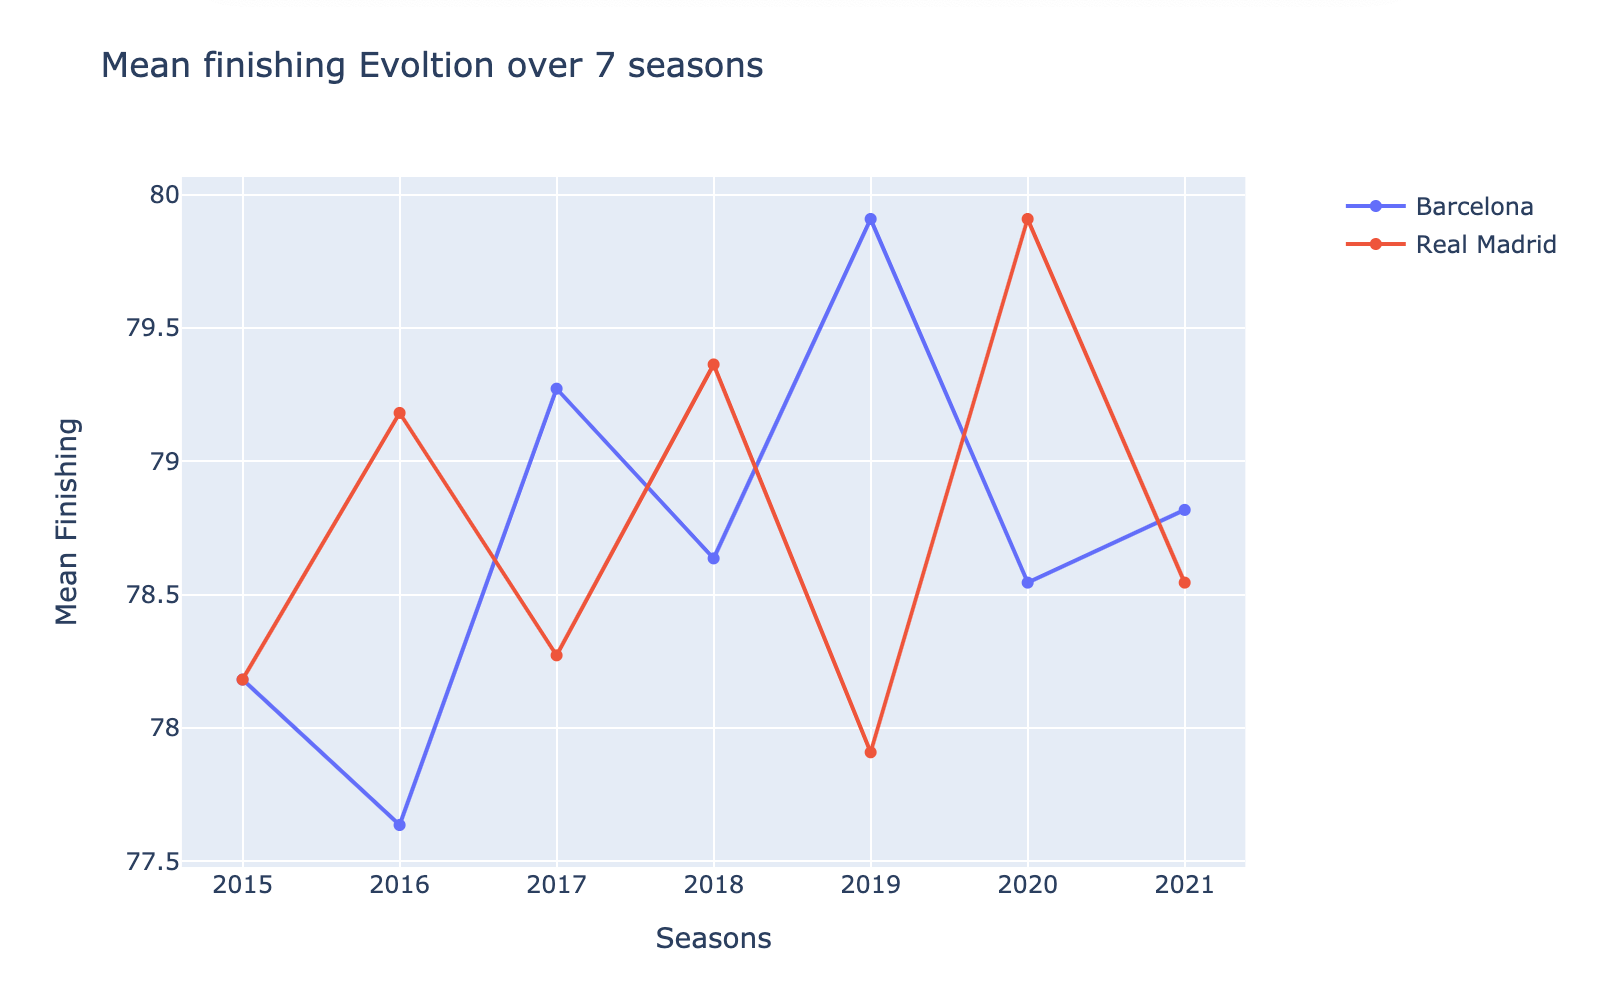 Mean finishing Evoltion over 7 seasons
Barcelona
Real Madrid
Mean Finishing
80
79.5
79
78.5
78
77.5
2015 2016 2017 2018 2019 2020 2021
Seasons